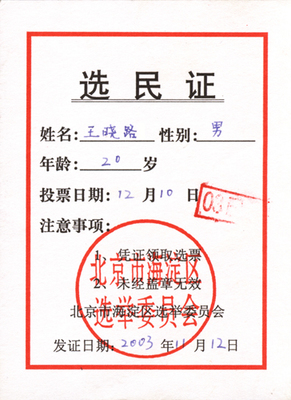 选民证
姓名：王晓路 性别：男
年龄：20岁
投票日期：12月10日
注意事项：
1、凭证领取选票
2、未经盖章无效
北京市海淀区选举委员会
发证日期：2003年11月12日
北京市海淀区
选举委员会